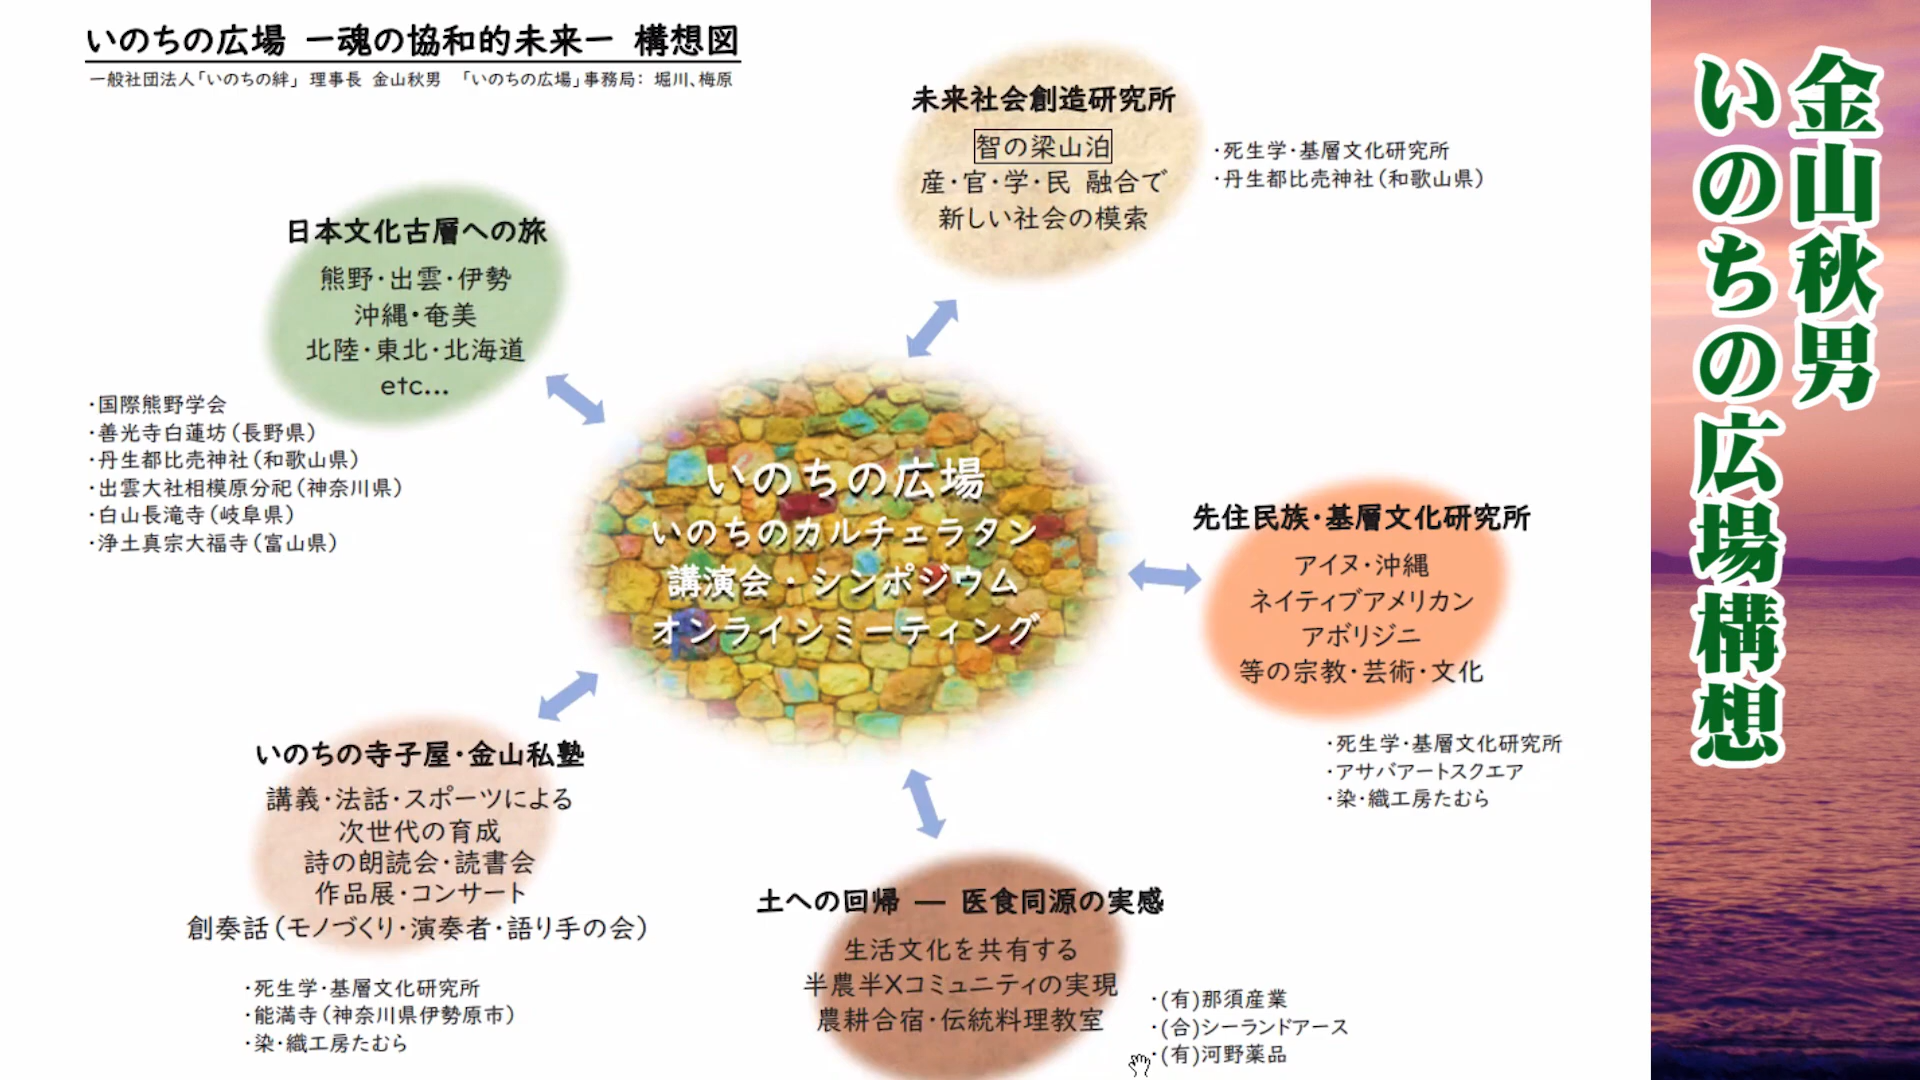 いのちの広場 ー魂の協和的未来ー 構想図
一般社団法人「いのちの絆」 理事長 金山秋男 「いのちの広場」事務局： 堀川、梅原
未来社会創造研究所
智の梁山泊
産・官・学・民 融合で
新しい社会の模索
・死生学・基層文化研究所
・丹生都比売神社（和歌山県）
日本文化古層への旅
熊野・出雲・伊勢
沖縄・奄美
北陸・東北・北海道
etc...
・国際熊野学会
・善光寺白蓮坊（長野県）
・丹生都比売神社（和歌山県）
・出雲大社相模原分祀（神奈川県）
・白山長滝寺（岐阜県）
・浄土真宗大福寺（富山県）
いのちの広場
いのちのカルチェラタン
講演会・シンポジウム
オンラインミーティング
先住民族・基層文化研究所
アイヌ・沖縄
ネイティブアメリカン
アボリジニ
等の宗教・芸術・文化
・死生学・基層文化研究所
・アサバアートスクエア
・染・織工房たむら
いのちの寺子屋・金山私塾
講義・法話・スポーツによる
次世代の育成
詩の朗読会・読書会
作品展・コンサート
創奏話（モノづくり・演奏者・語り手の会）
・死生学・基層文化研究所
・能満寺（神奈川県伊勢原市）
・染・織工房たむら
土への回帰 ― 医食同源の実感
生活文化を共有する
半農半Xコミュニティの実現
農耕合宿・伝統料理教室
・(有)那須産業
・(合)シーランドアース
・(有)河野薬品
金山秋男
いのちの広場構想